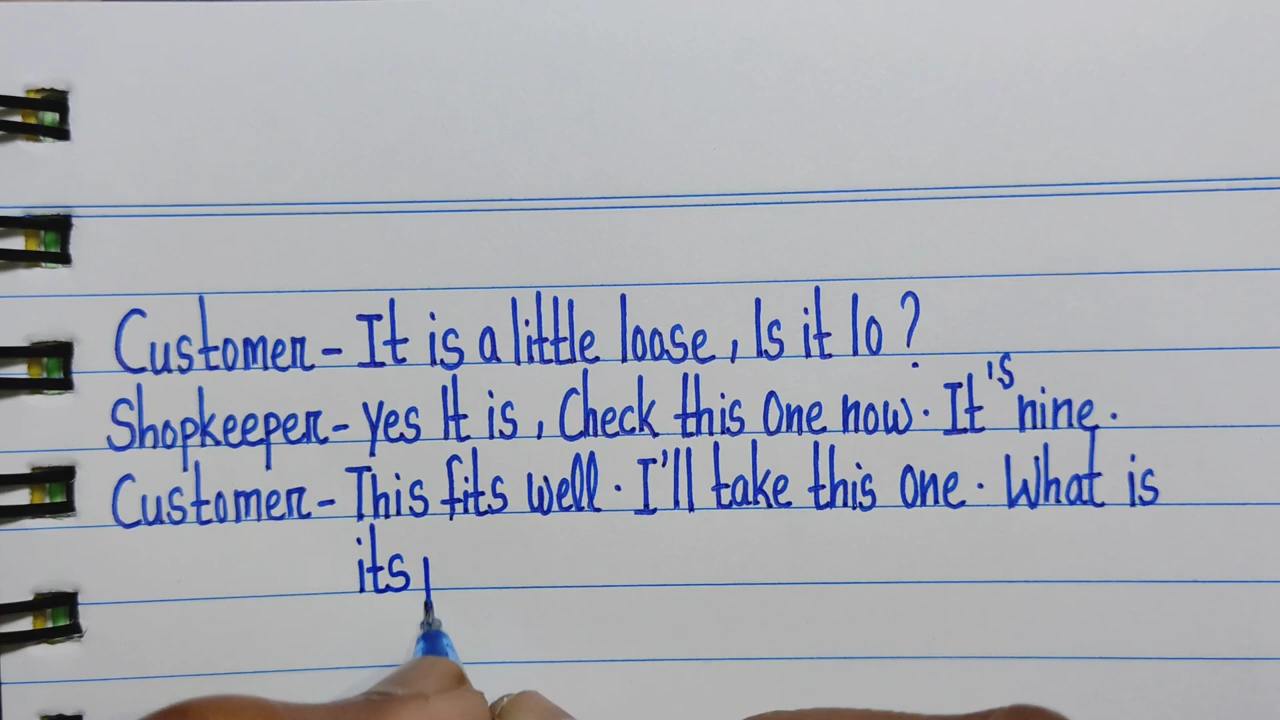 Customer - It is a little loose, Is it 10 ?
Shopkeeper - yes It is, Check this One now. It 's nine.
Customer - This fits well. I'll take this one. What is
its